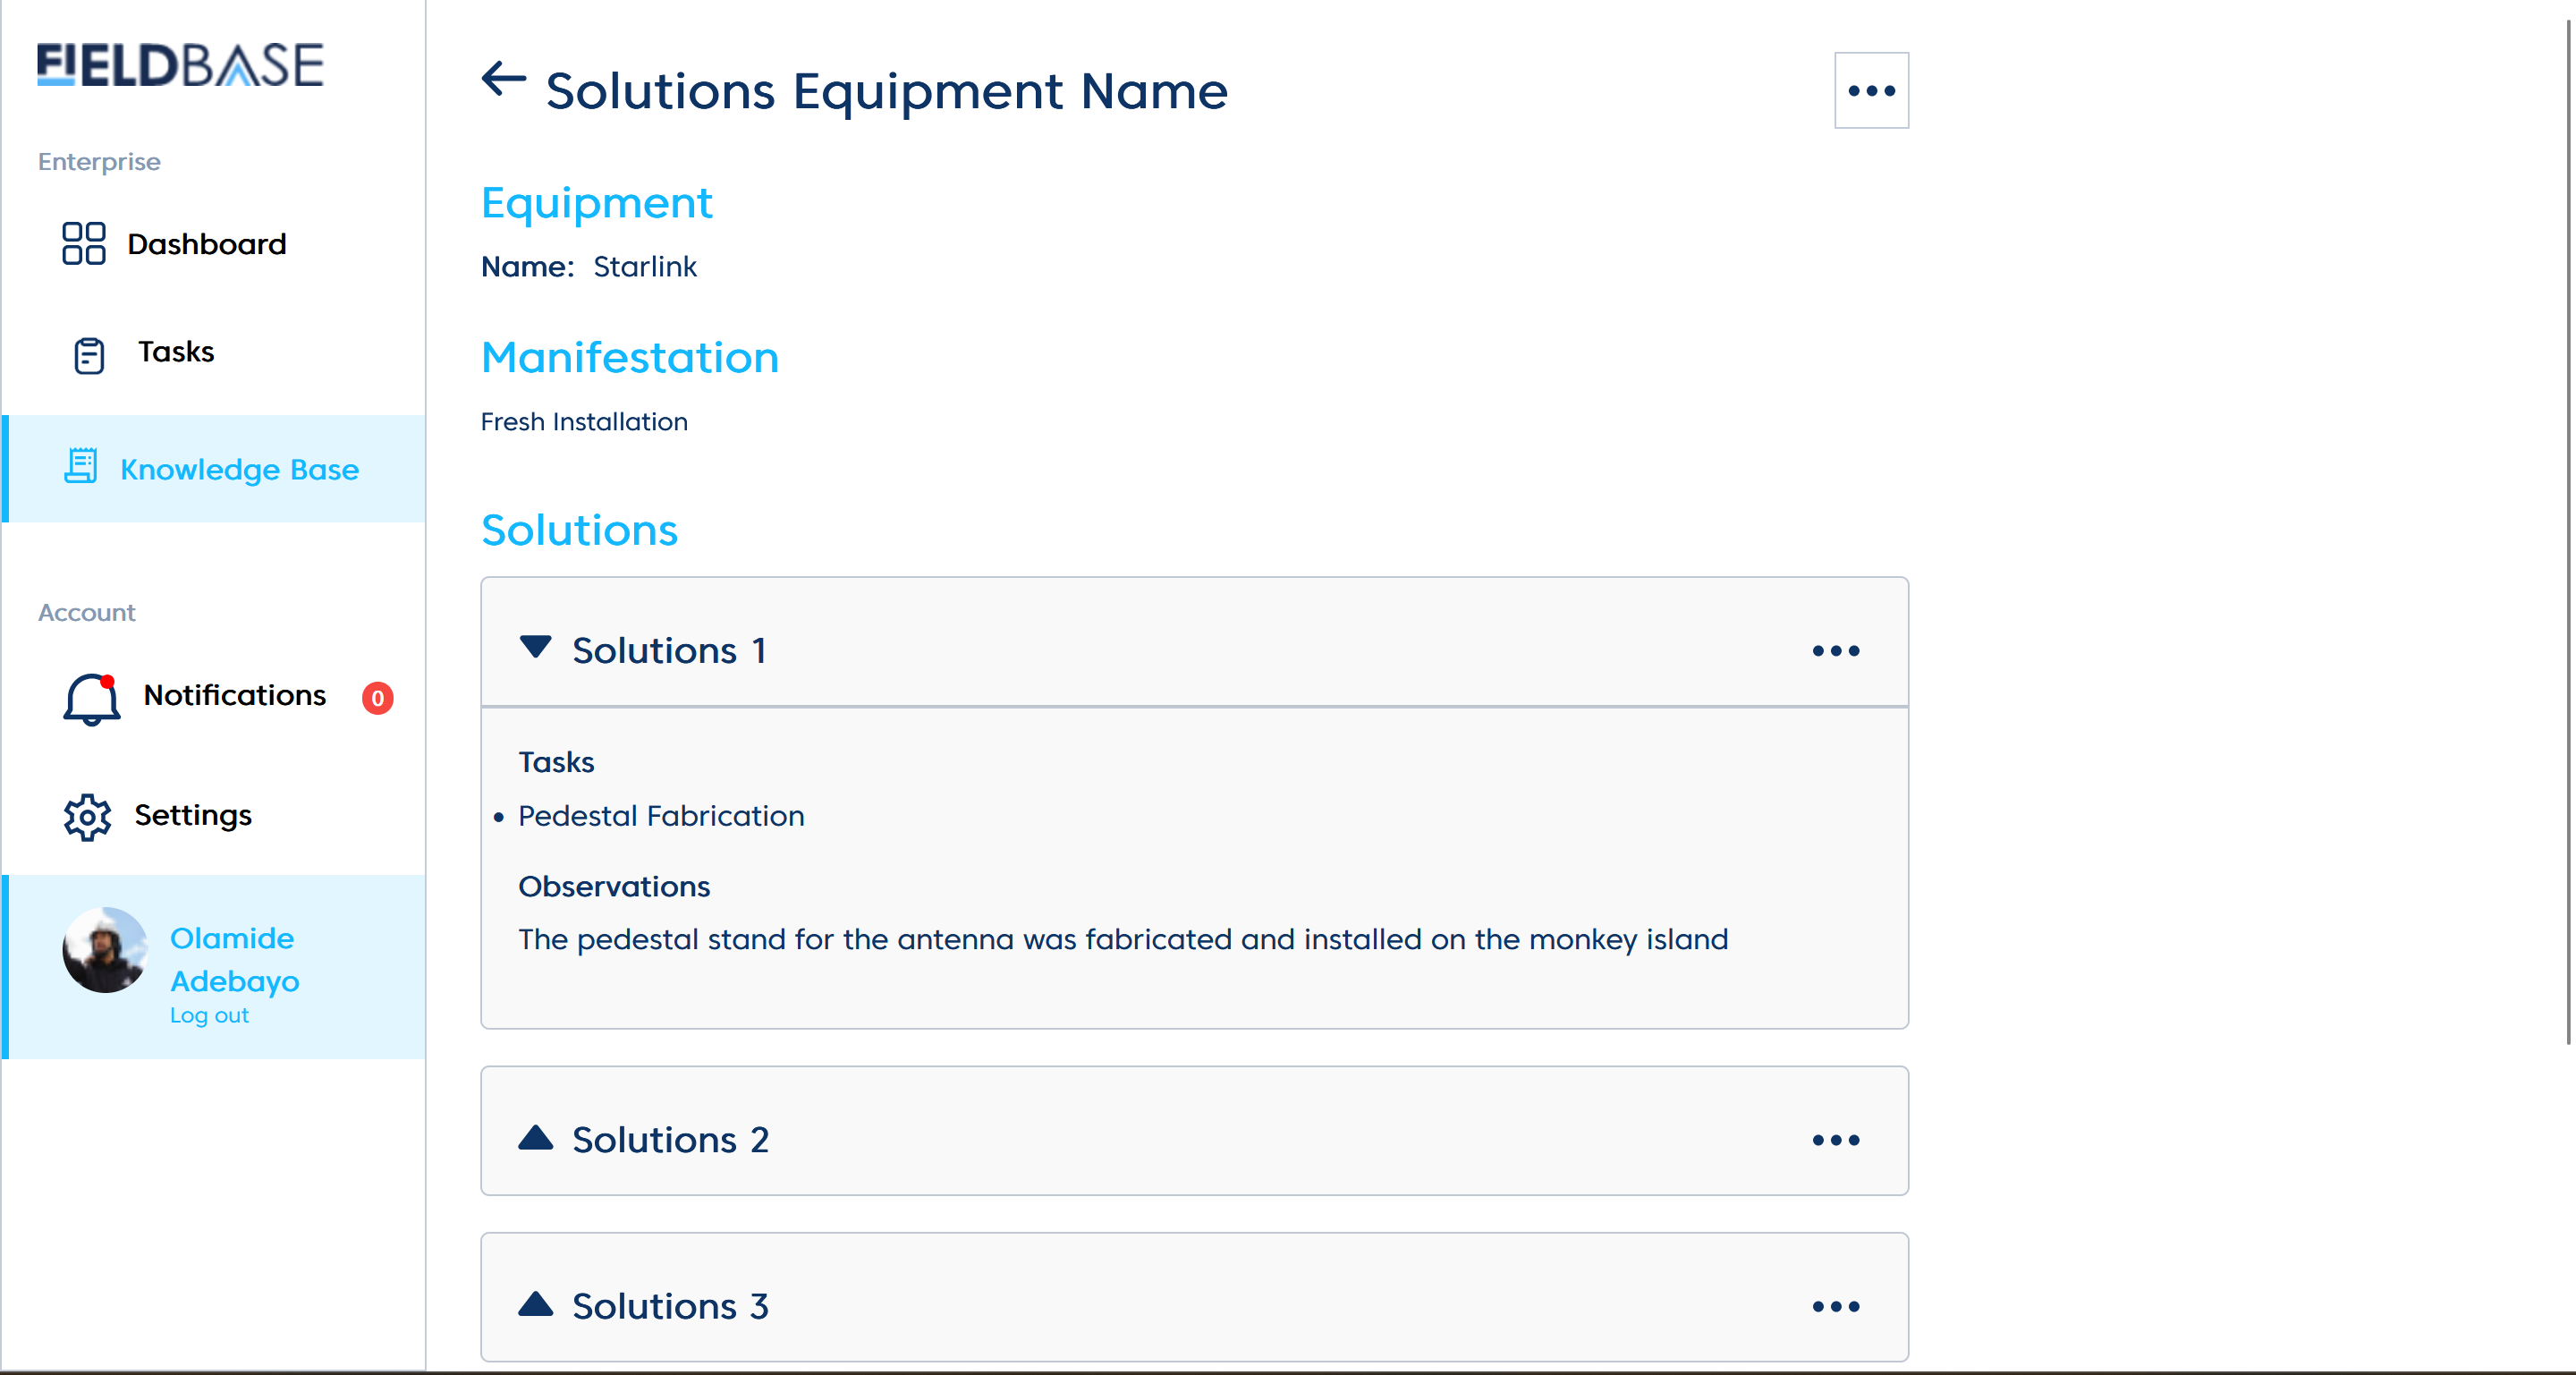 FIELDBASE
Enterprise
Dashboard
Tasks
Knowledge Base
Account
Notifications 0
Settings
Olamide
Adebayo
Log out
Solutions Equipment Name
Equipment
Name: Starlink
Manifestation
Fresh Installation
Solutions
Solutions 1
Tasks
• Pedestal Fabrication
Observations
The pedestal stand for the antenna was fabricated and installed on the monkey island
Solutions 2
Solutions 3